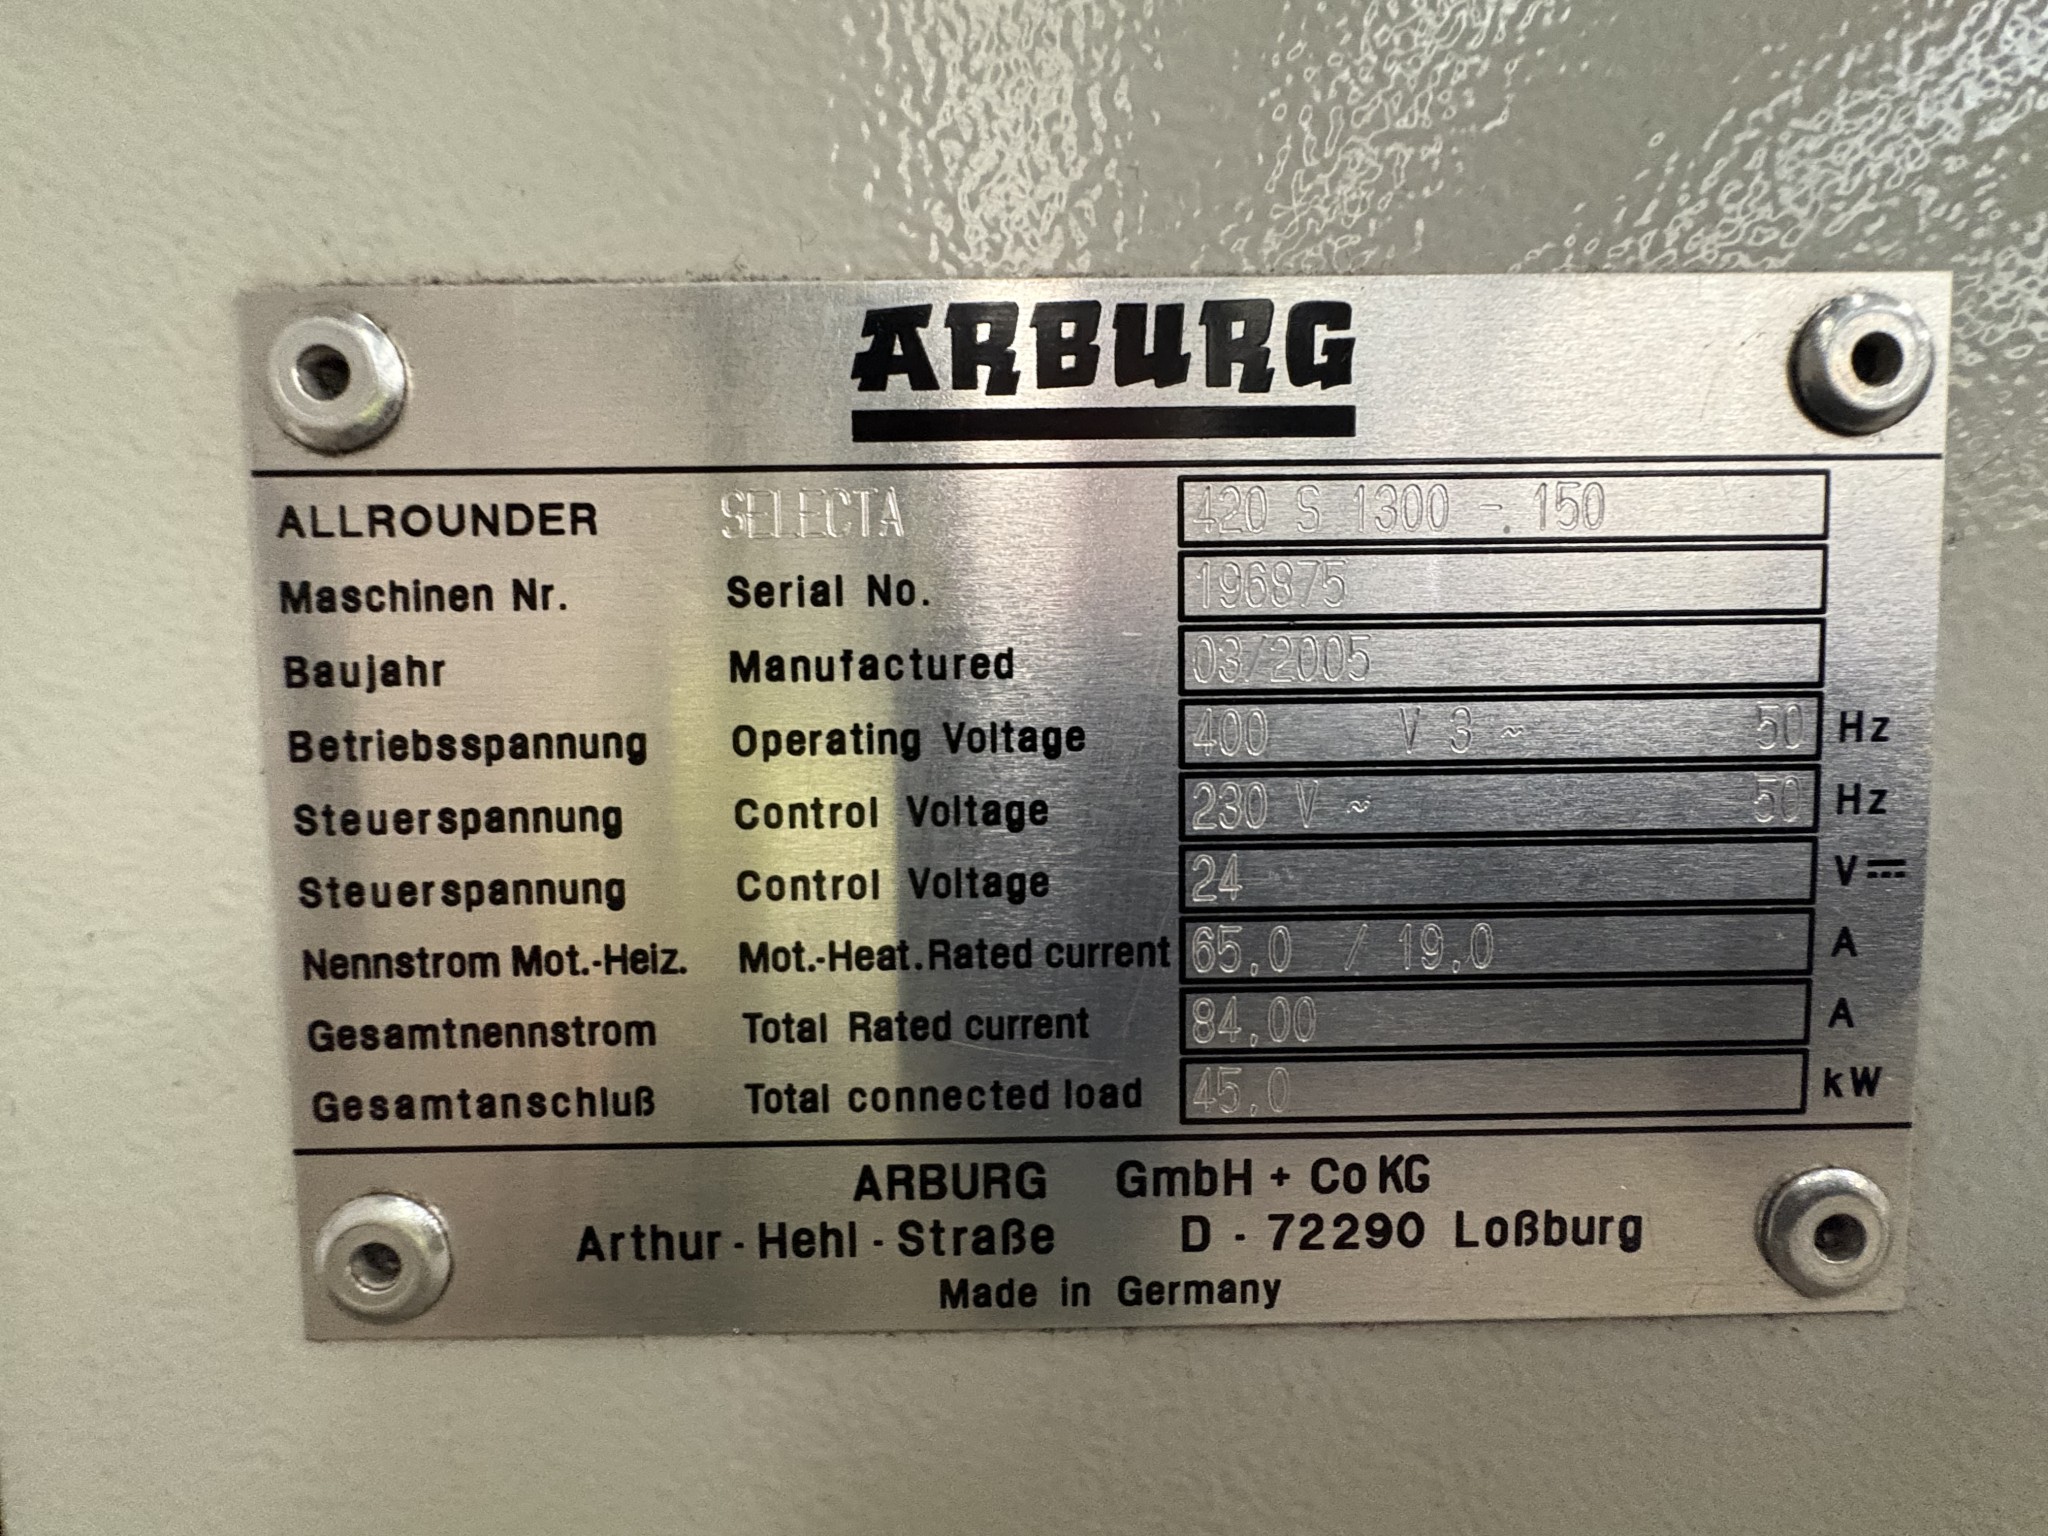 ARBURG
ALLROUNDER SELECTA 420 S 1300 - 150
Maschinen Nr. Serial No. 196875
Baujahr Manufactured 03/2005
Betriebsspannung Operating Voltage 400 V 3 ~ 50 Hz
Steuerspannung Control Voltage 230 V ~ 50 Hz
Steuerspannung Control Voltage 24 V⎓
Nennstrom Mot.-Heiz. Mot.-Heat. Rated current 65,0 / 19,0 A
Gesamtnennstrom Total Rated current 84,00 A
Gesamtanschluß Total connected load 45,0 kW
ARBURG GmbH + Co KG
Arthur - Hehl - Straße D - 72290 Loßburg
Made in Germany